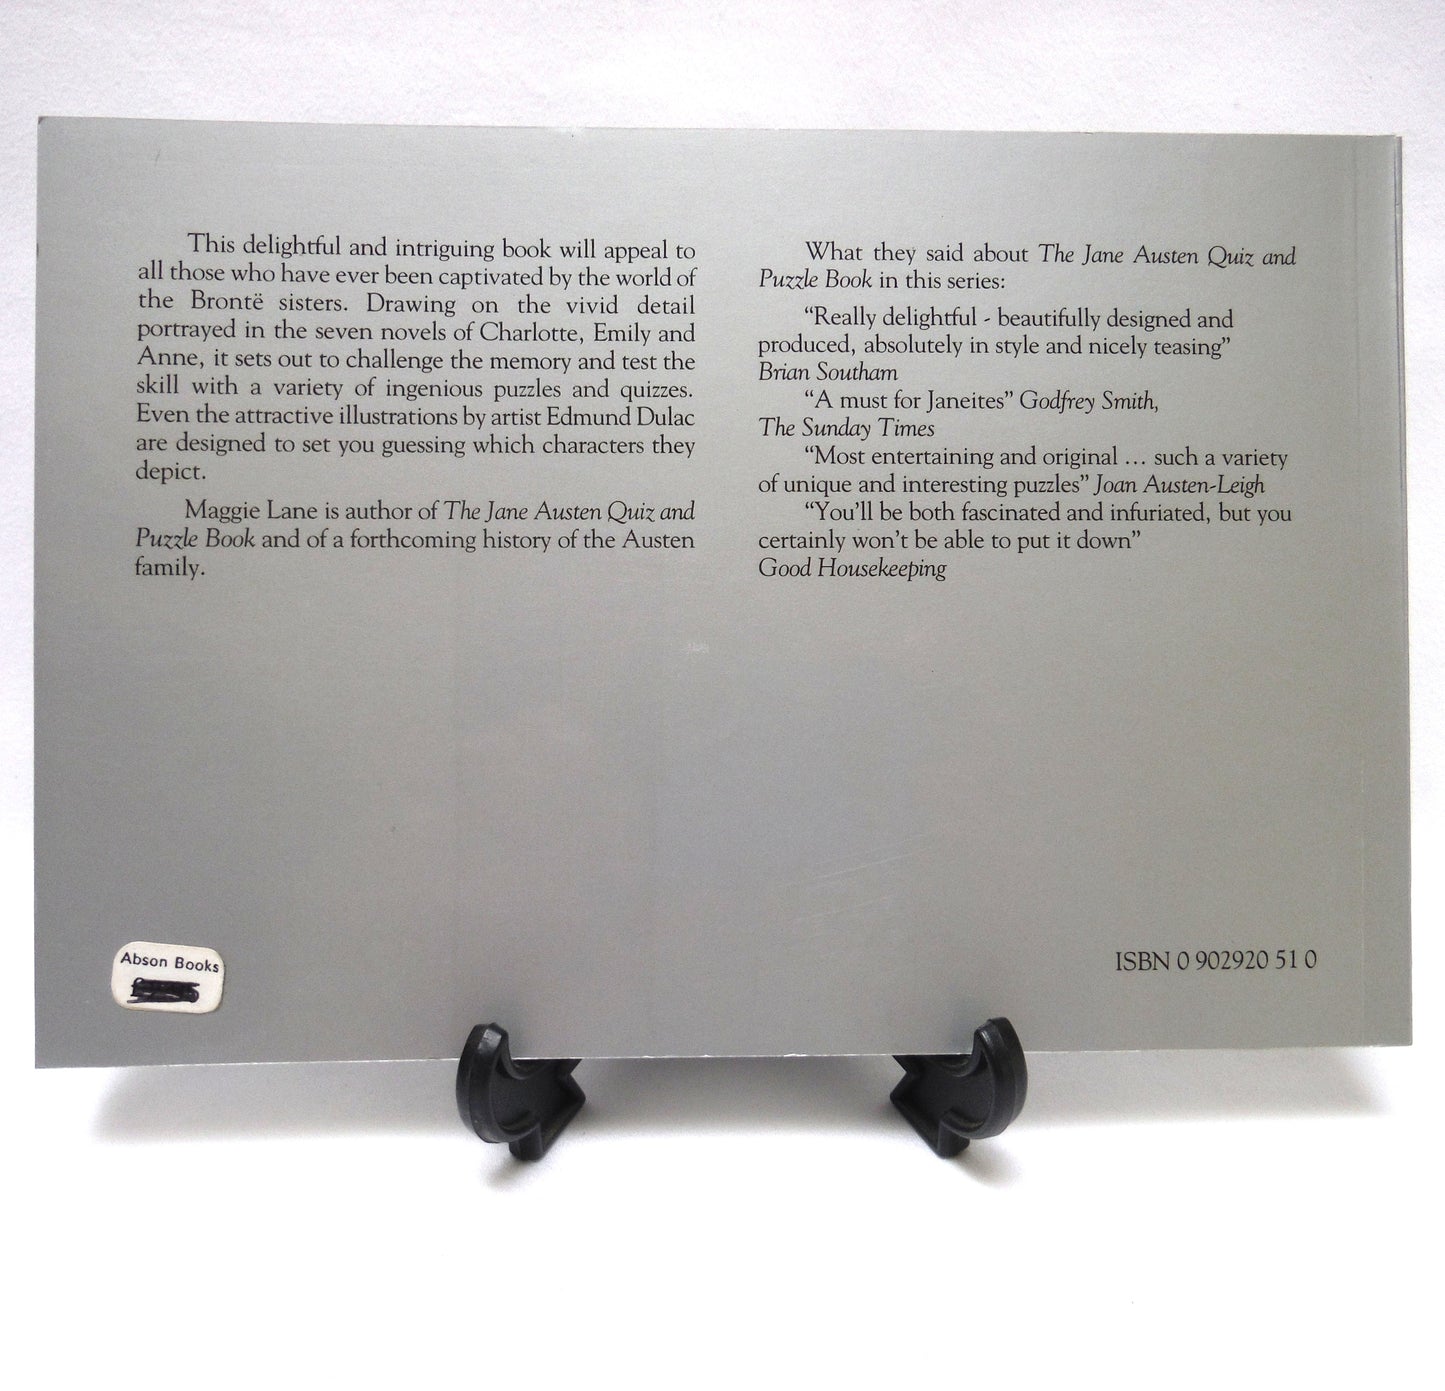 This delightful and intriguing book will appeal to
all those who have ever been captivated by the world of
the Brontë sisters. Drawing on the vivid detail
portrayed in the seven novels of Charlotte, Emily and
Anne, it sets out to challenge the memory and test the
skill with a variety of ingenious puzzles and quizzes.
Even the attractive illustrations by artist Edmund Dulac
are designed to set you guessing which characters they
depict.
Maggie Lane is author of The Jane Austen Quiz and
Puzzle Book and of a forthcoming history of the Austen
family.
What they said about The Jane Austen Quiz and
Puzzle Book in this series:
“Really delightful - beautifully designed and
produced, absolutely in style and nicely teasing”
Brian Southam
“A must for Janeites” Godfrey Smith,
The Sunday Times
“Most entertaining and original ... such a variety
of unique and interesting puzzles” Joan Austen-Leigh
“You'll be both fascinated and infuriated, but you
certainly won't be able to put it down”
Good Housekeeping
Abson Books
ISBN 0 902920 51 0